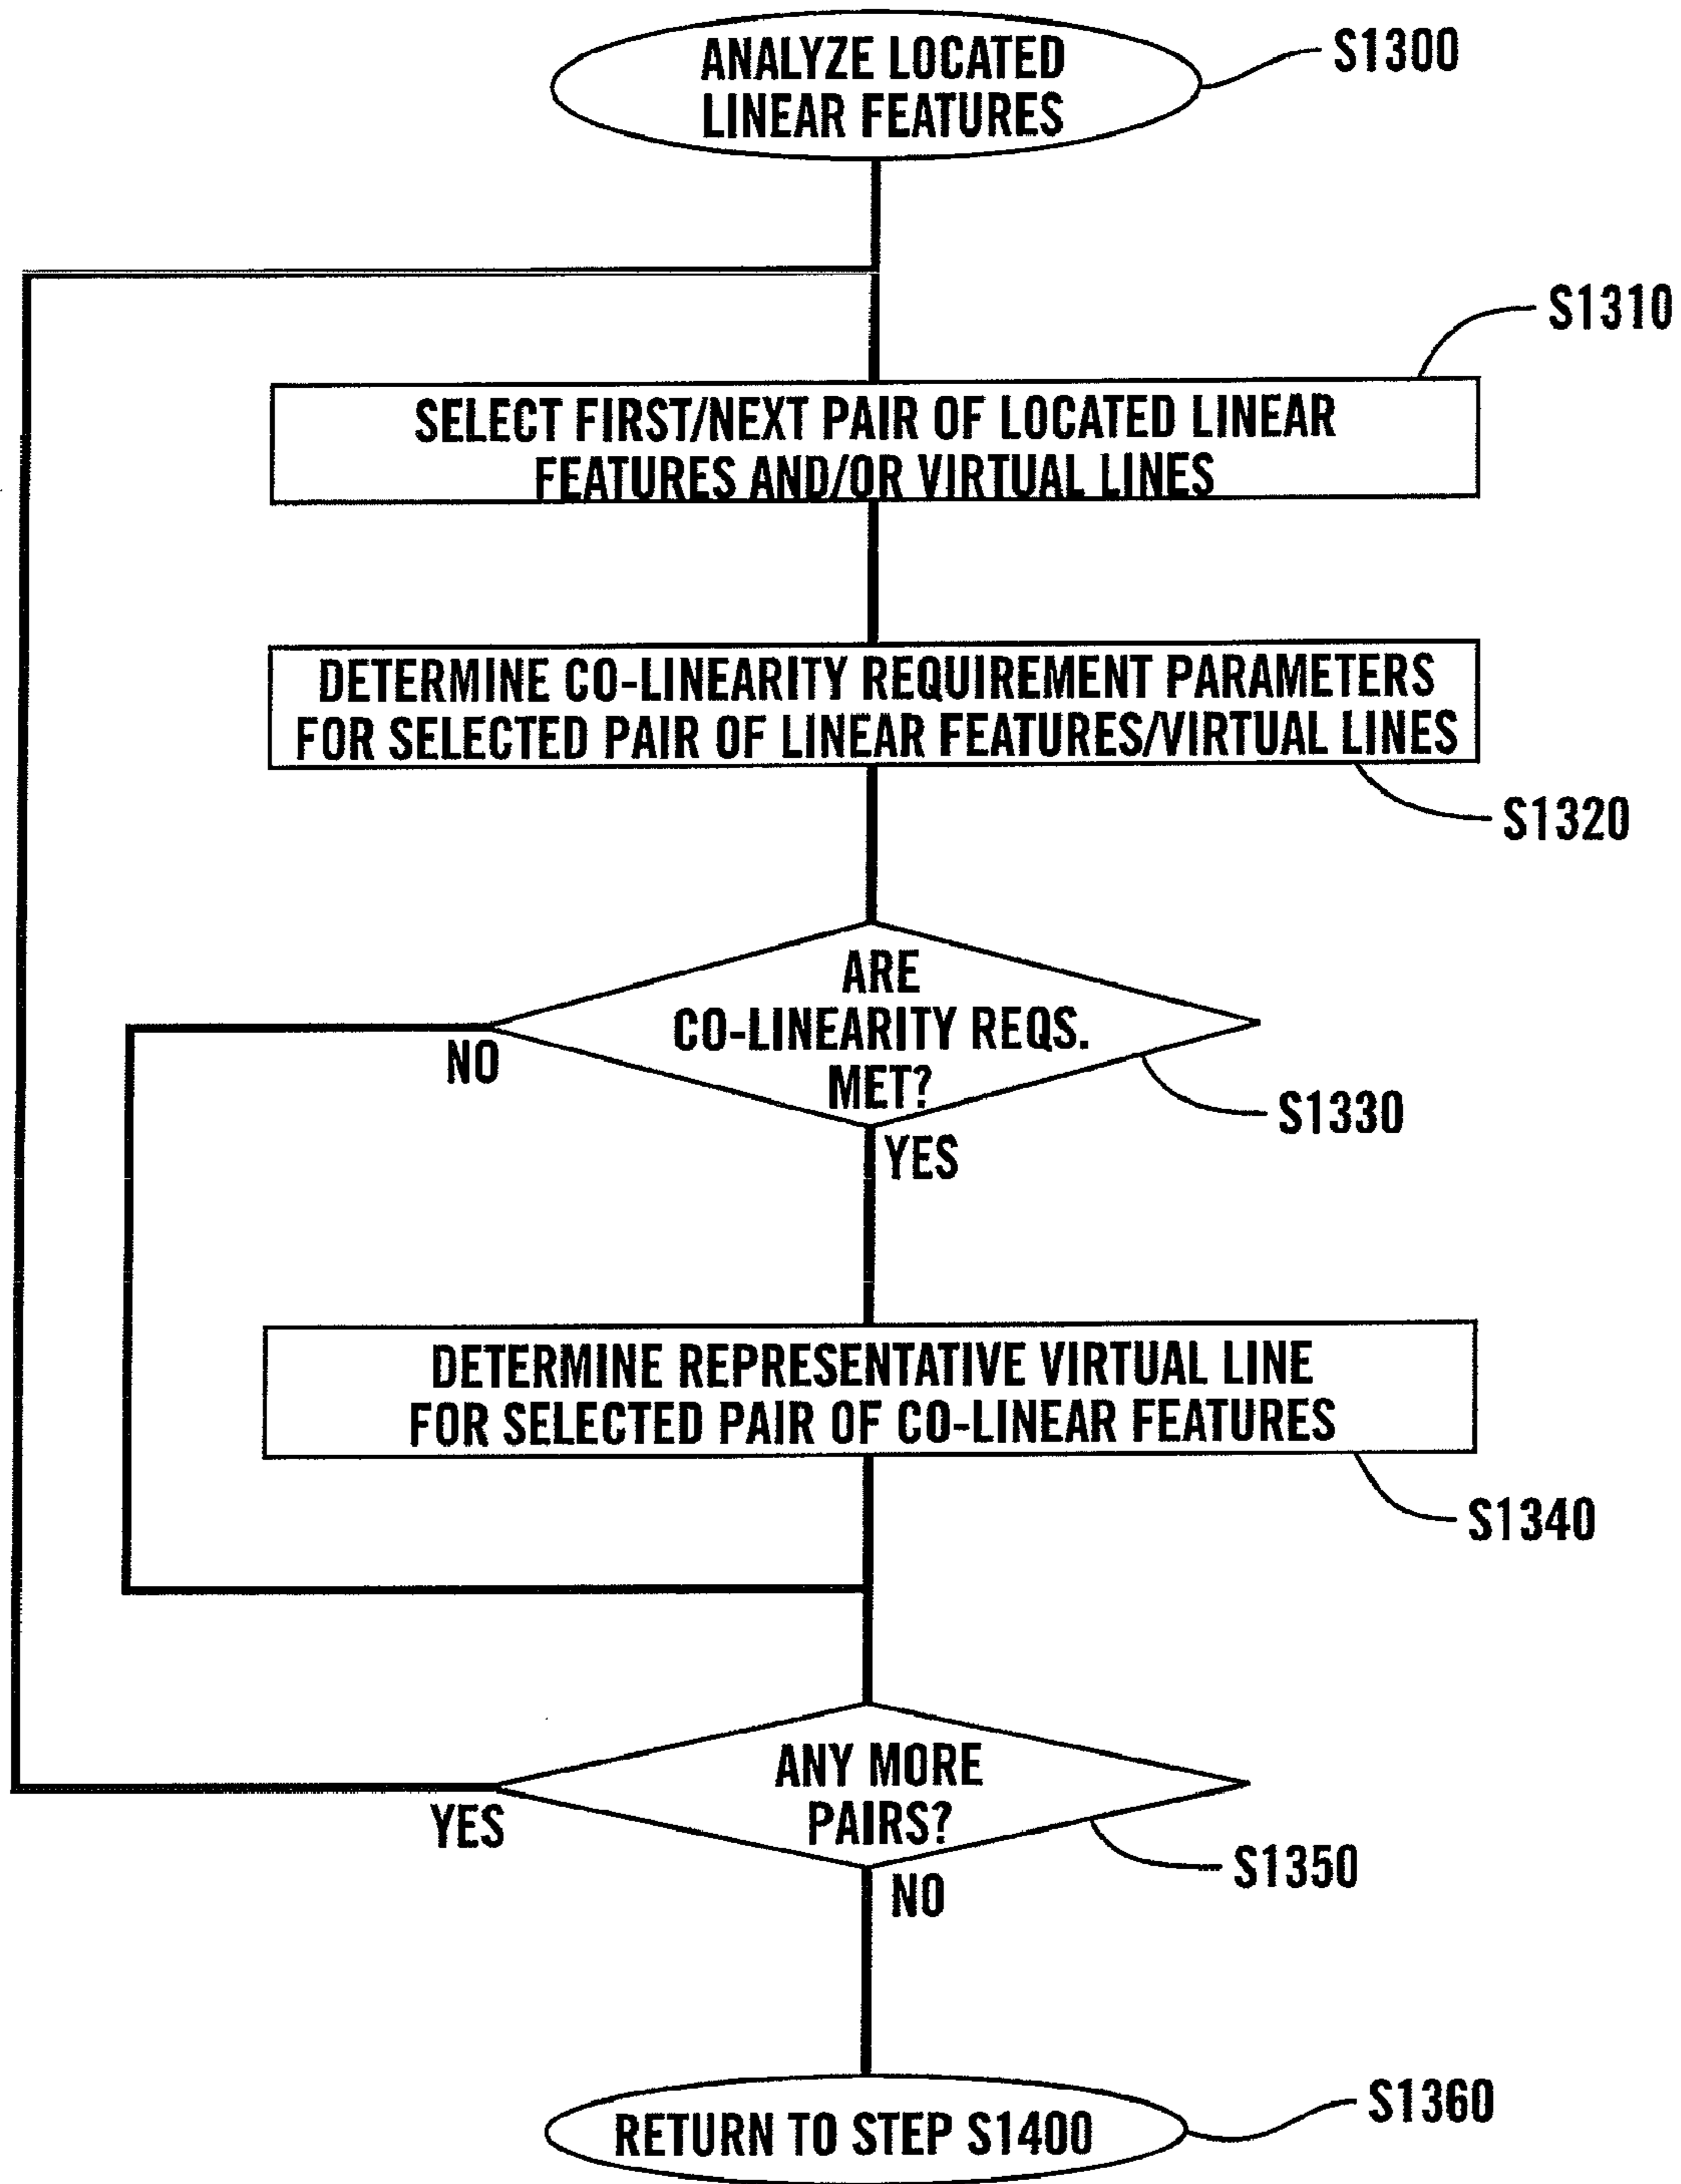 ANALYZE LOCATED
LINEAR FEATURES
S1300
S1310
SELECT FIRST/NEXT PAIR OF LOCATED LINEAR
FEATURES AND/OR VIRTUAL LINES
DETERMINE CO-LINEARITY REQUIREMENT PARAMETERS
FOR SELECTED PAIR OF LINEAR FEATURES/VIRTUAL LINES
S1320
ARE
CO-LINEARITY REQS.
MET?
NO
S1330
YES
DETERMINE REPRESENTATIVE VIRTUAL LINE
FOR SELECTED PAIR OF CO-LINEAR FEATURES
S1340
ANY MORE
PAIRS?
YES
S1350
NO
S1360
RETURN TO STEP S1400